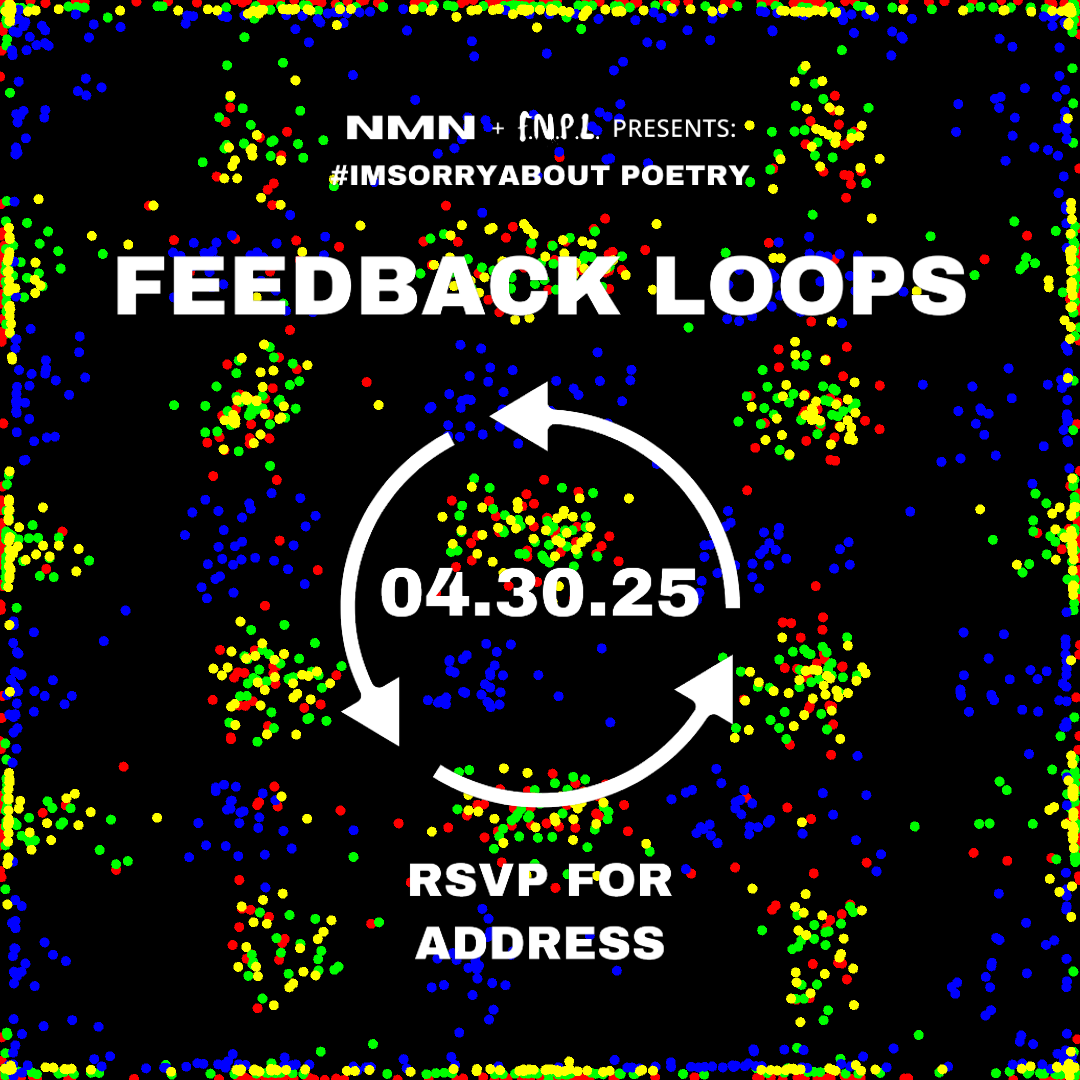 NMN + F.N.P.L. PRESENTS:
#IMSORRYABOUT POETRY
FEEDBACK LOOPS
04.30.25
RSVP FOR
ADDRESS